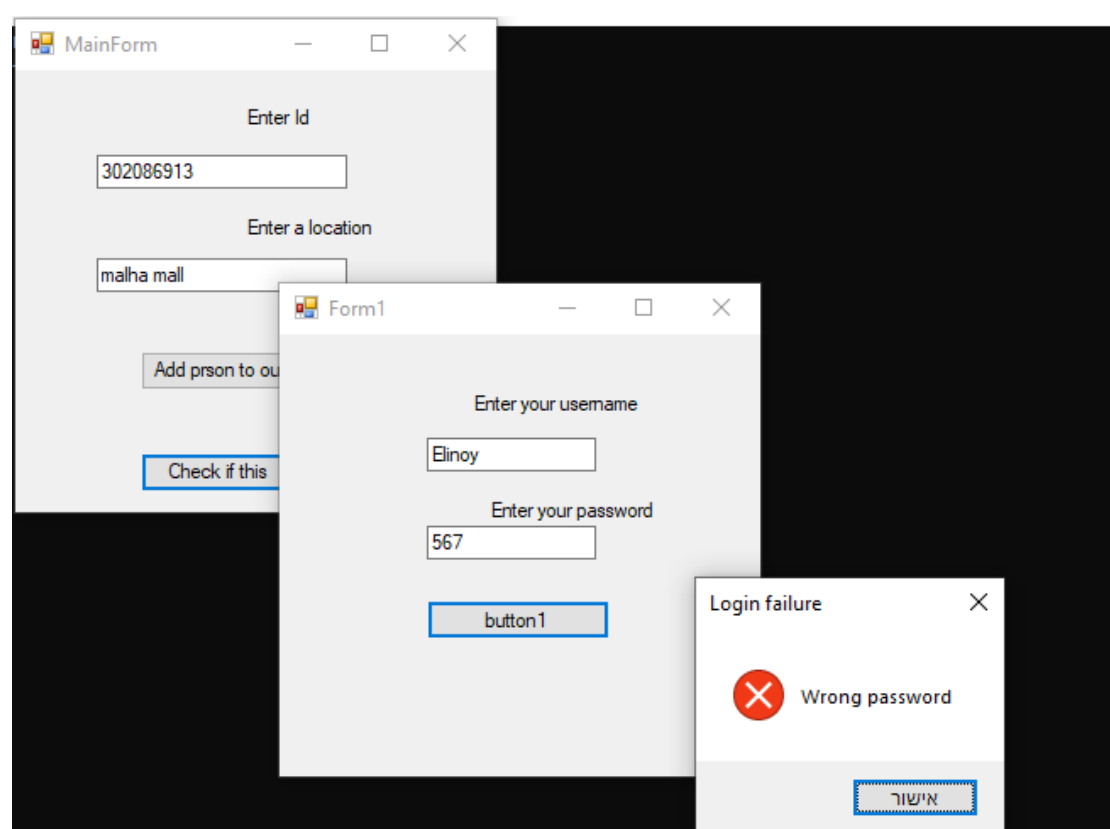 MainForm
Enter Id
302086913
Enter a location
malha mall
Add prson to ou
Check if this
Form1
Enter your username
Elinoy
Enter your password
567
button1
Login failure
Wrong password
אישור